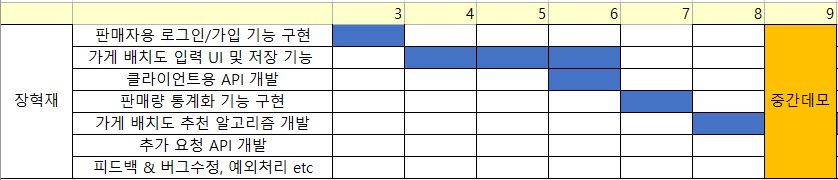 3 4 5 6 7 8 9
판매자용 로그인/가입 기능 구현
가게 배치도 입력 UI 및 저장 기능
클라이언트용 API 개발
장혁재 판매량 통계화 기능 구현 중간데모
가게 배치도 추천 알고리즘 개발
추가 요청 API 개발
피드백 & 버그수정, 예외처리 etc